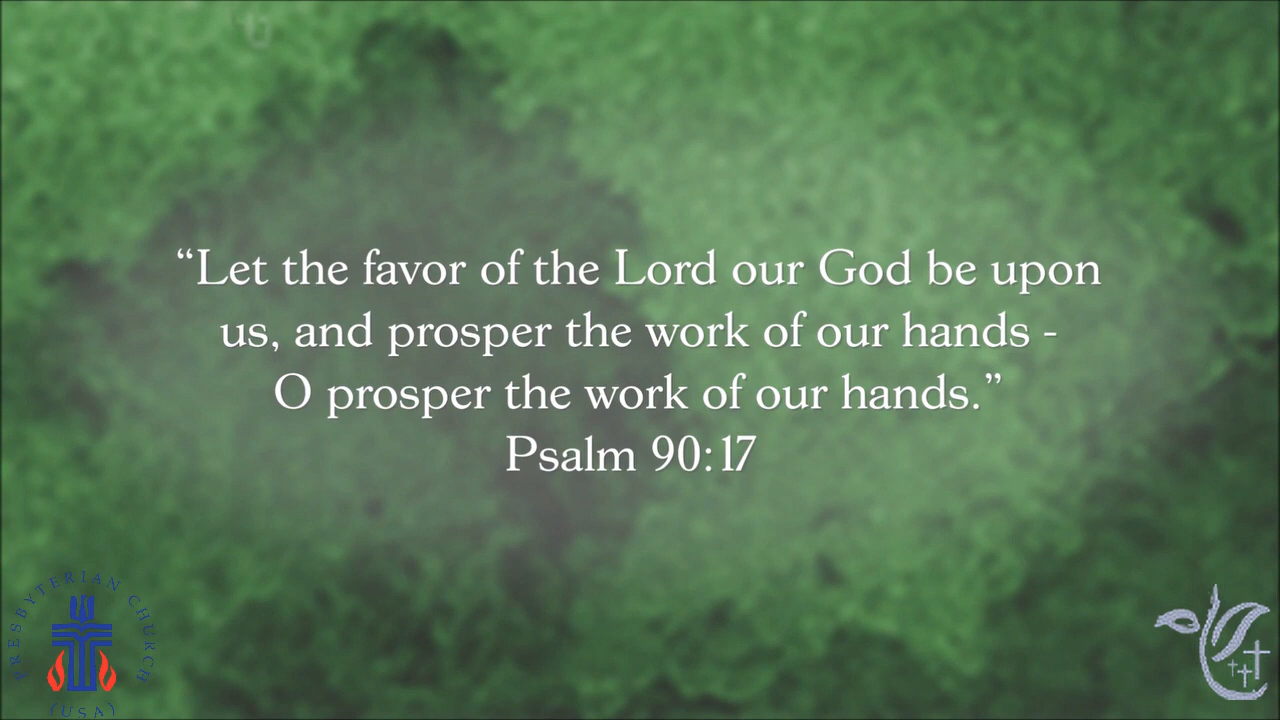 “Let the favor of the Lord our God be upon
us, and prosper the work of our hands -
O prosper the work of our hands.”
Psalm 90:17
PRESBYTERIAN CHURCH
(USA)